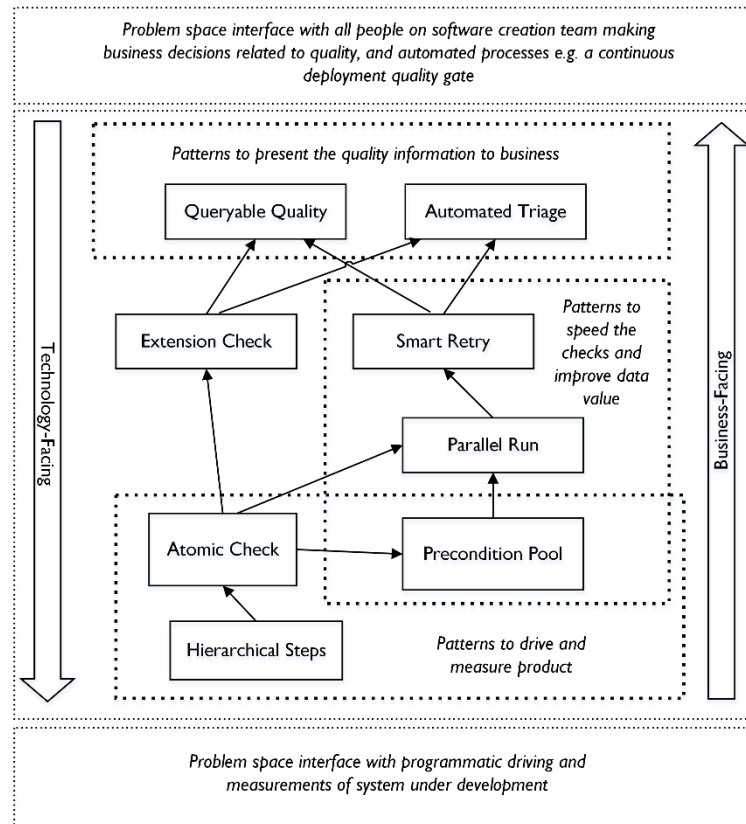 Problem space interface with all people on software creation team making
business decisions related to quality, and automated processes e.g. a continuous
deployment quality gate
Patterns to present the quality information to business
Queryable Quality
Automated Triage
Technology-Facing
Business-Facing
Extension Check
Smart Retry
Patterns to
speed the
checks and
improve data
value
Parallel Run
Atomic Check
Precondition Pool
Hierarchical Steps
Patterns to drive and
measure product
Problem space interface with programmatic driving and
measurements of system under development